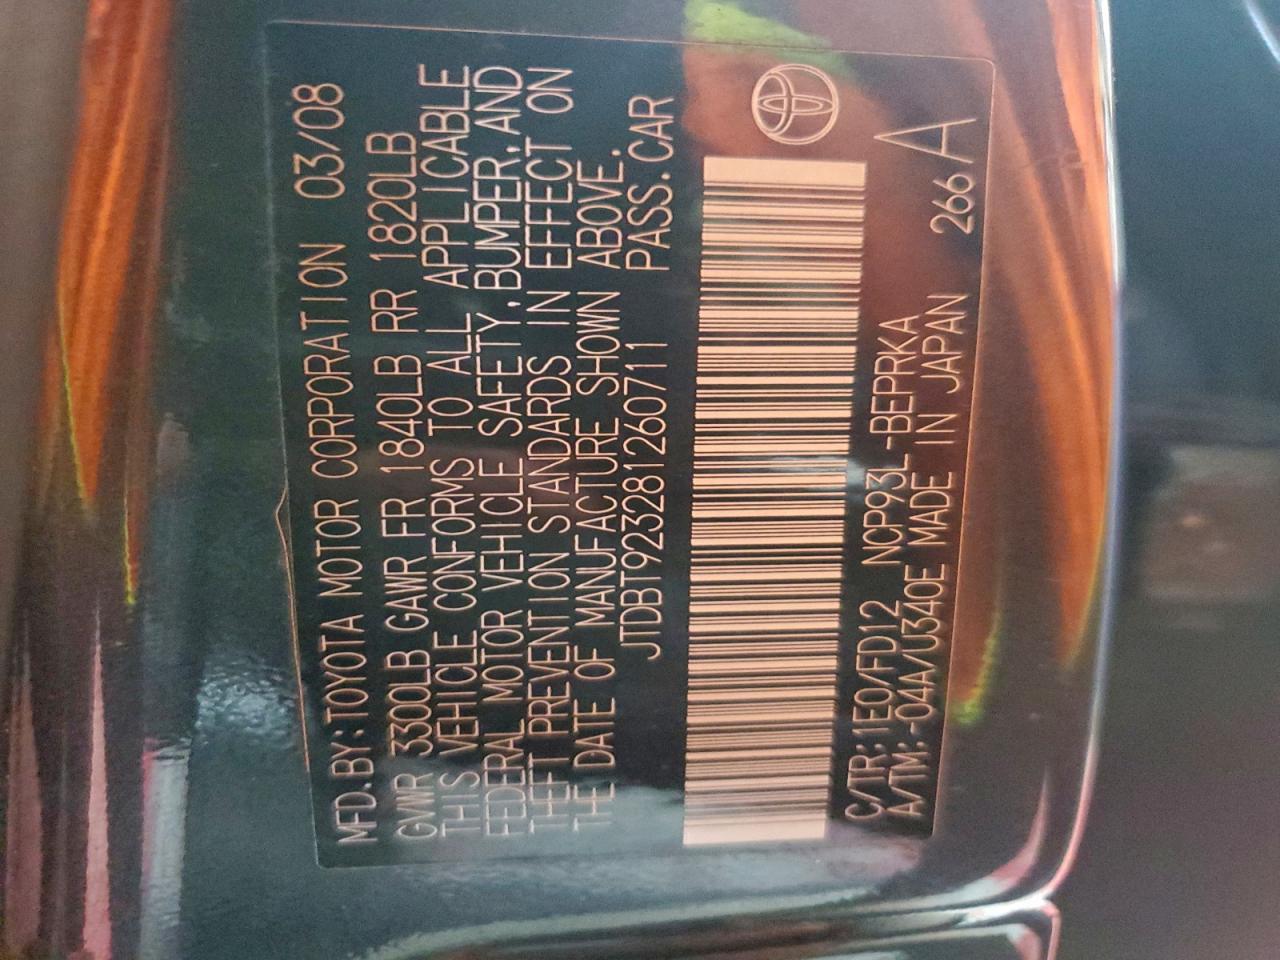 MFD.BY:TOYOTA MOTOR CORPORATION 03/08
GVWR 3300LB GAWR FR 1840LB RR 1820LB
THIS VEHICLE CONFORMS TO ALL APPLICABLE
FEDERAL MOTOR VEHICLE SAFETY,BUMPER,AND
THEFT PREVENTION STANDARDS IN EFFECT ON
THE DATE OF MANUFACTURE SHOWN ABOVE.
JTDBT923281260711 PASS.CAR
C/TR:1E0/FD12 NCP93L-BEPRKA
A/TM:-04A/U340E MADE IN JAPAN 266 A